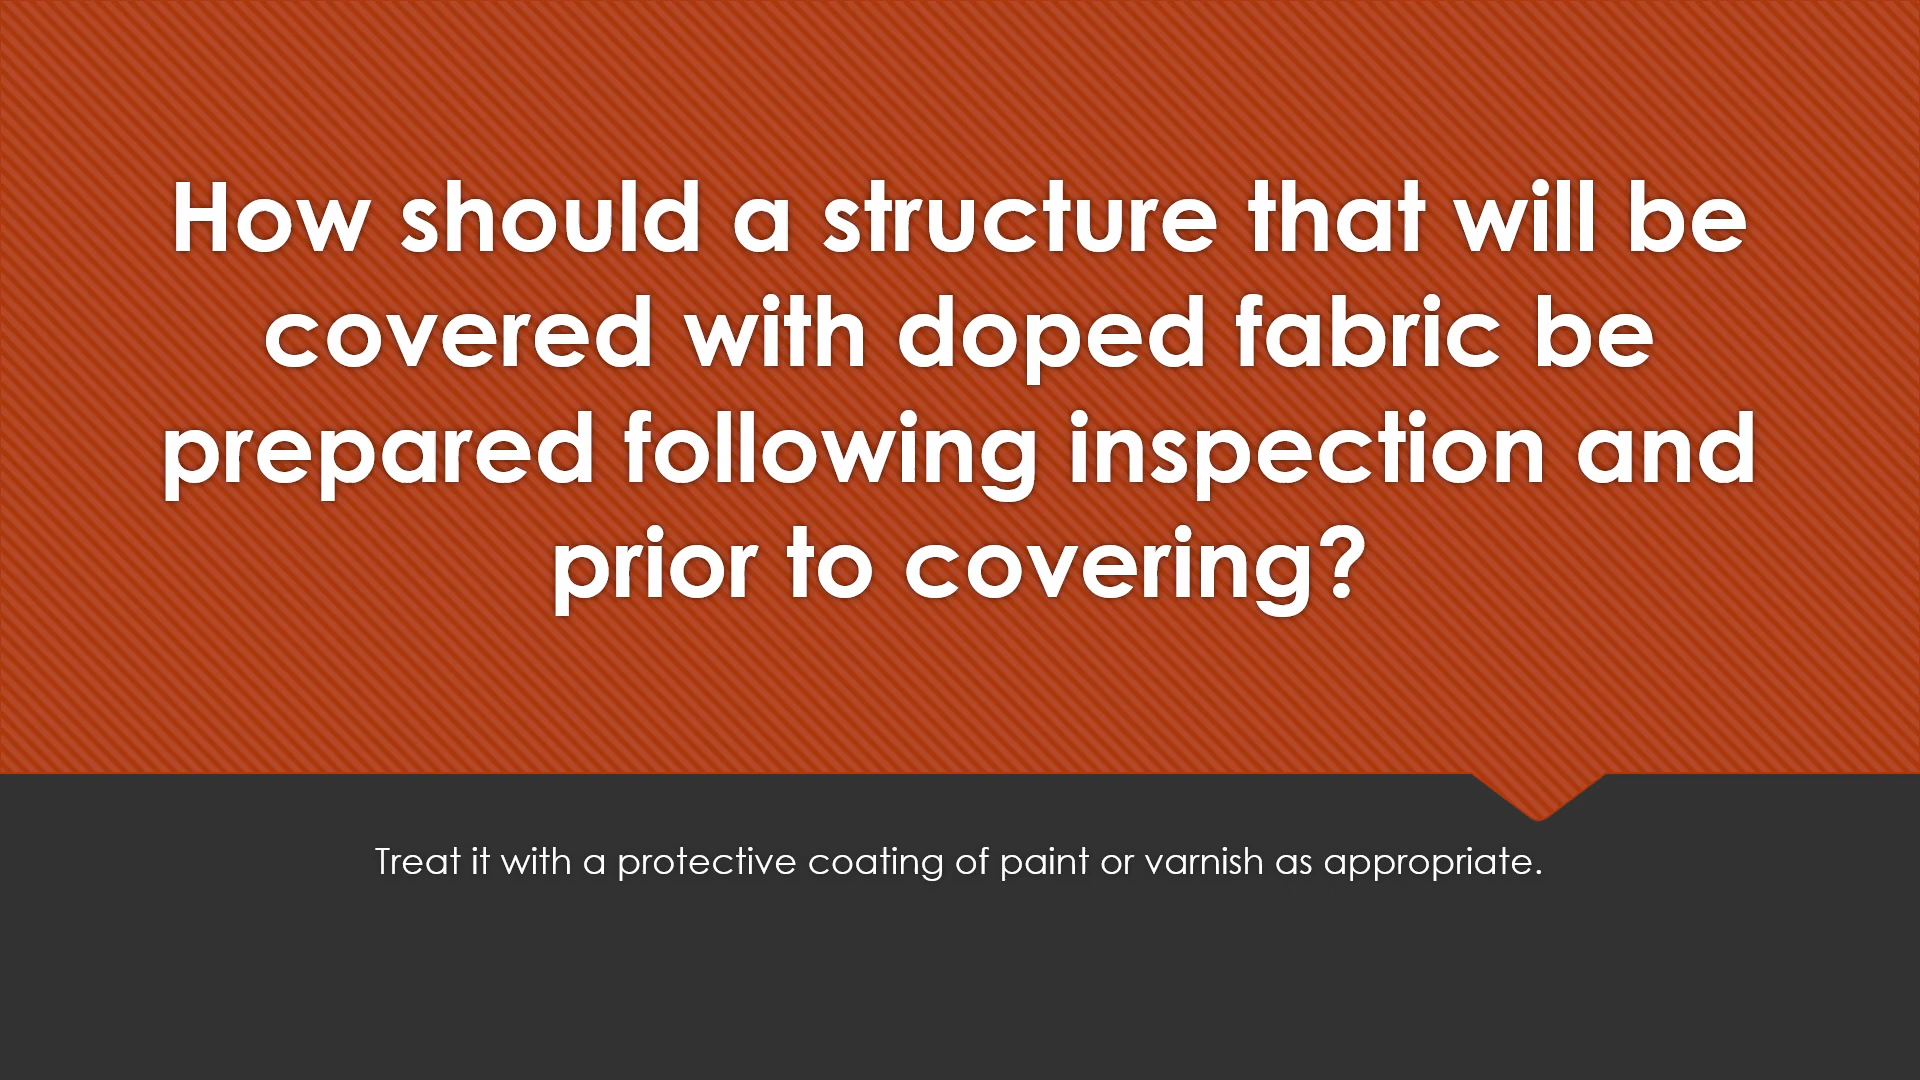 How should a structure that will be
covered with doped fabric be
prepared following inspection and
prior to covering?
Treat it with a protective coating of paint or varnish as appropriate.